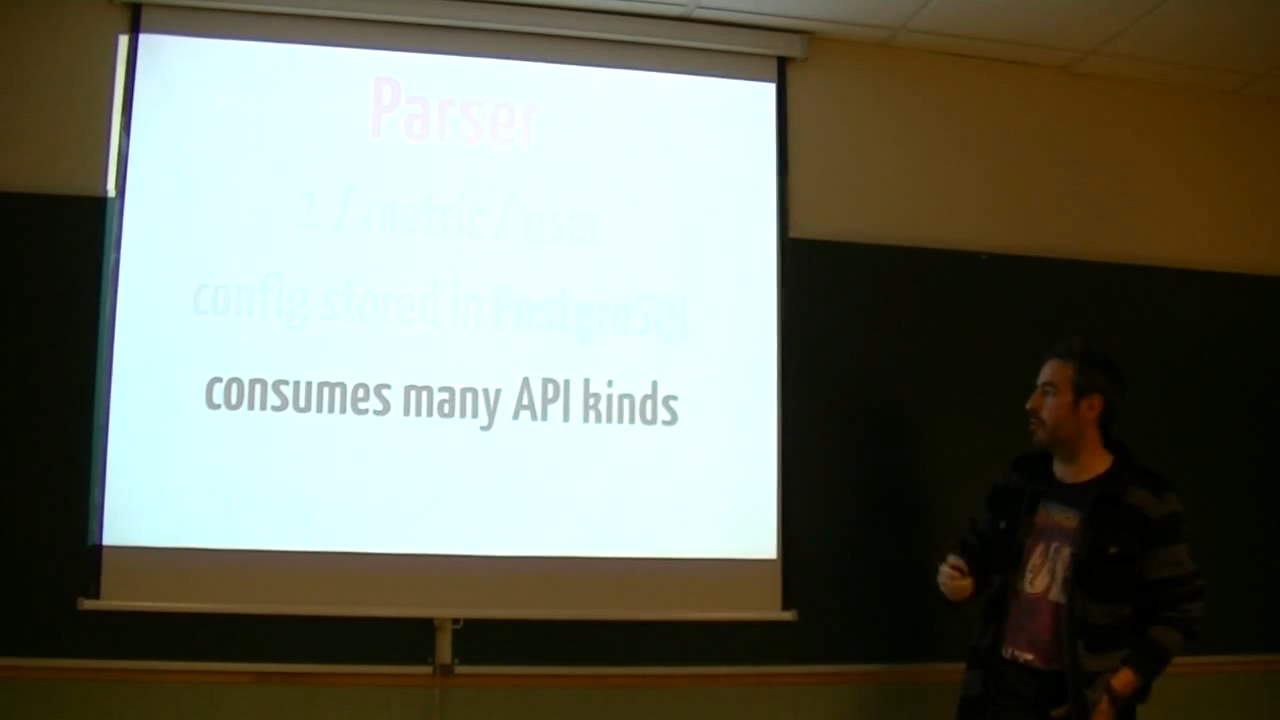 Parser
1 / metric / user
config stored in PostgreSQL
consumes many API kinds